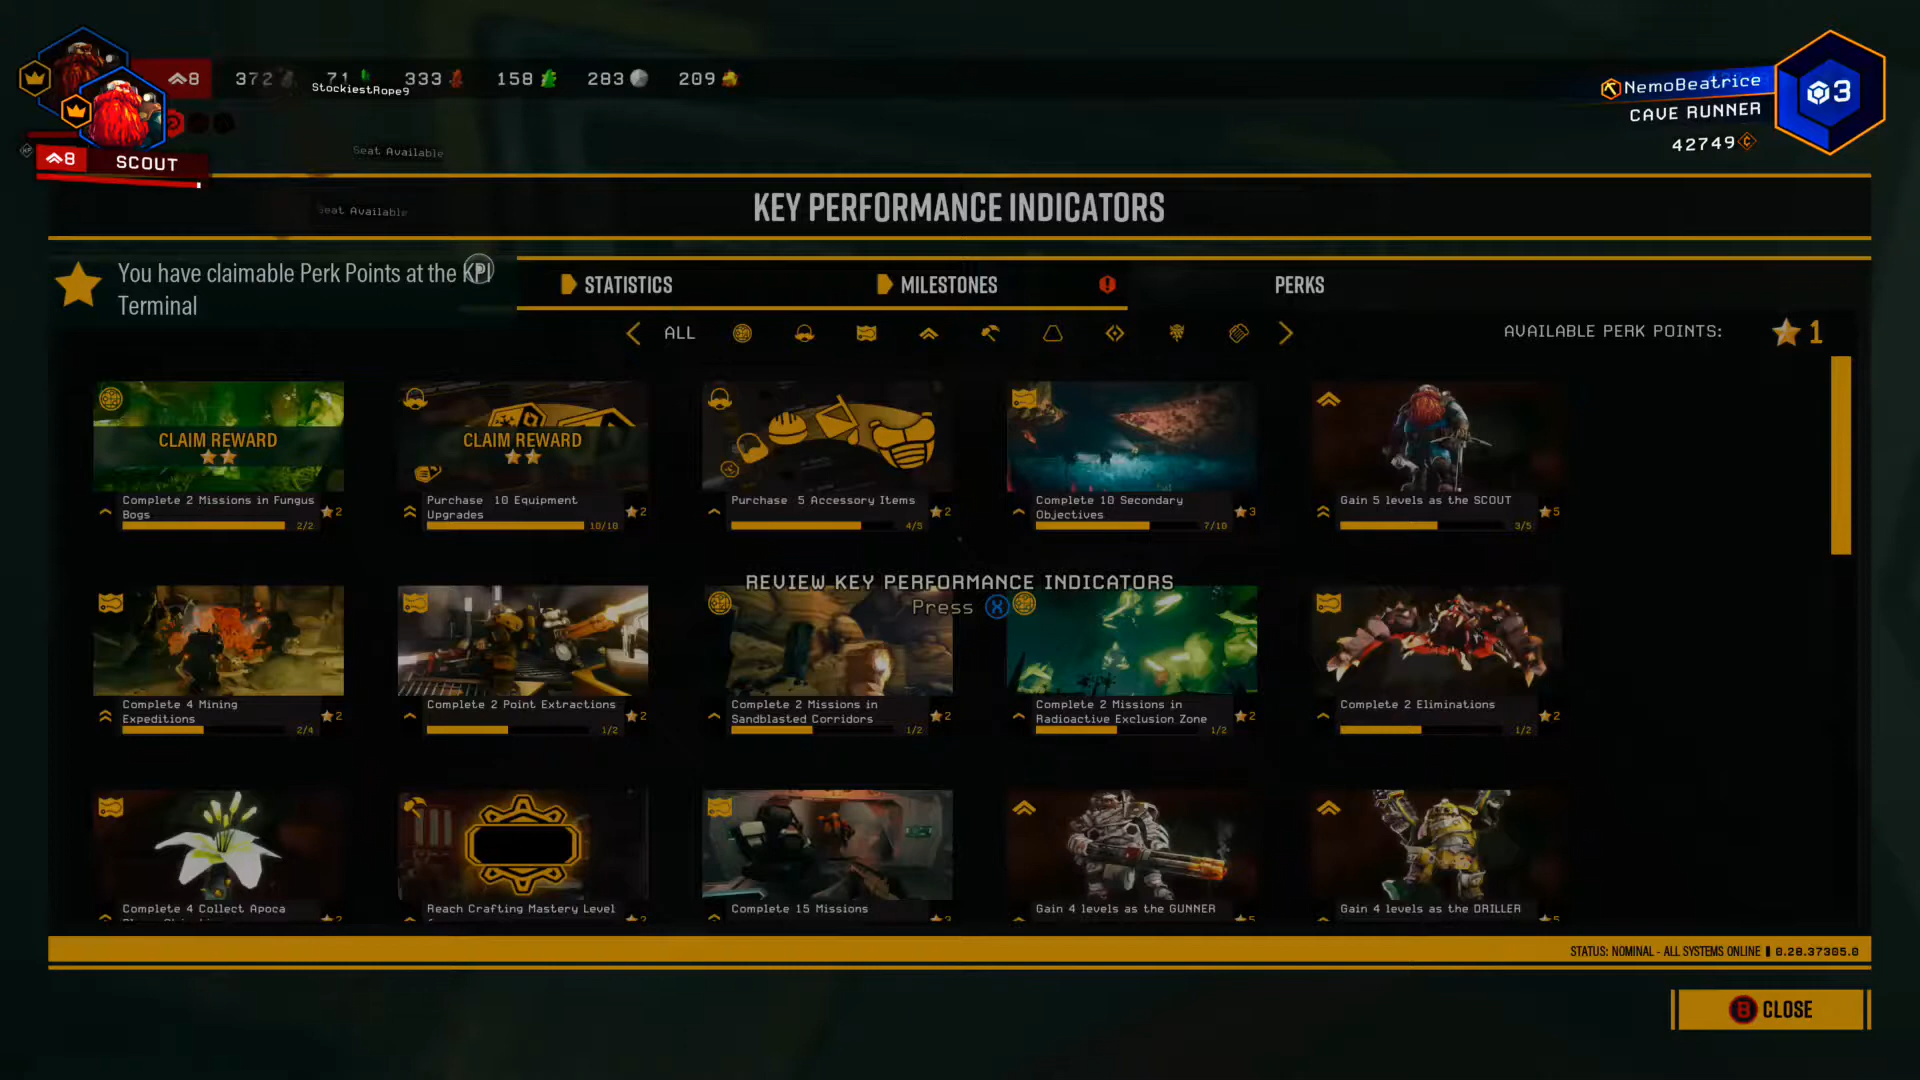 8
372
71
333
158
283
209
StockiestRope9
NemoBeatrice
CAVE RUNNER
42749
3
8
SCOUT
Seat Available
Seat Available
KEY PERFORMANCE INDICATORS
You have claimable Perk Points at the KPI
Terminal
STATISTICS
MILESTONES
PERKS
ALL
AVAILABLE PERK POINTS:
1
CLAIM REWARD
Complete 2 Missions in Fungus
Bogs
2
2/2
CLAIM REWARD
Purchase 10 Equipment
Upgrades
2
10/10
Purchase 5 Accessory Items
2
4/5
Complete 10 Secondary
Objectives
3
7/10
Gain 5 levels as the SCOUT
5
3/5
REVIEW KEY PERFORMANCE INDICATORS
Press X
Complete 4 Mining
Expeditions
2
2/4
Complete 2 Point Extractions
2
1/2
Complete 2 Missions in
Sandblasted Corridors
2
1/2
Complete 2 Missions in
Radioactive Exclusion Zone
2
1/2
Complete 2 Eliminations
2
1/2
Complete 4 Collect Apoca
Reach Crafting Mastery Level
Complete 15 Missions
Gain 4 levels as the GUNNER
Gain 4 levels as the DRILLER
STATUS: NOMINAL - ALL SYSTEMS ONLINE 0.28.37305.0
B CLOSE